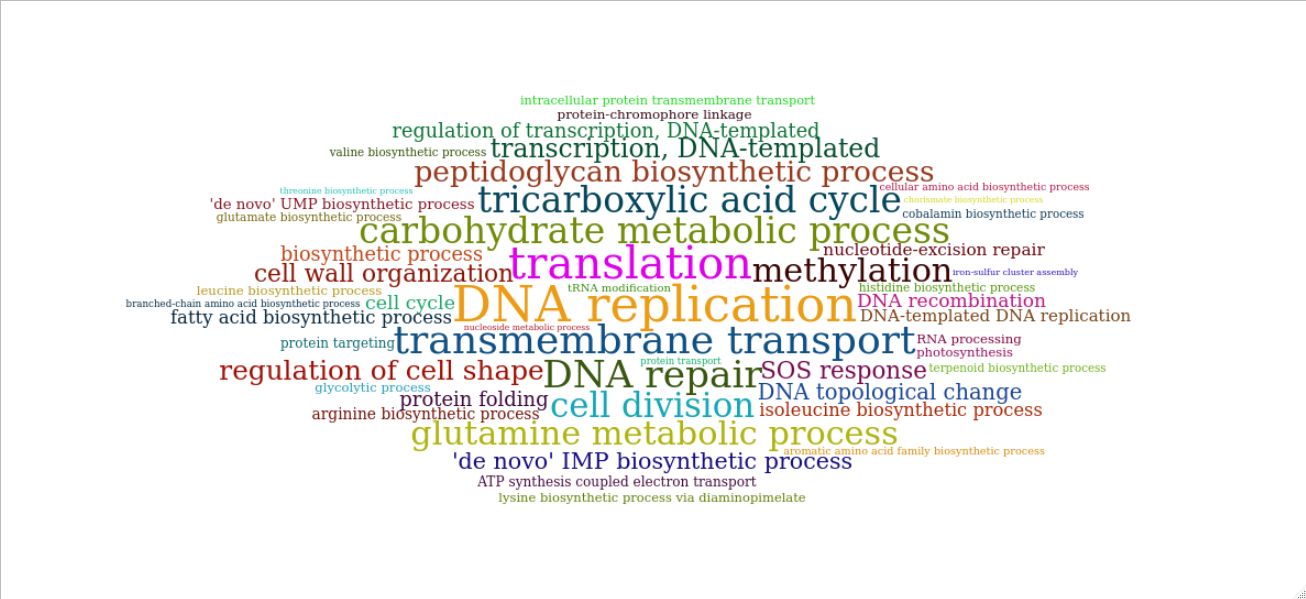 intracellular protein transmembrane transport
protein-chromophore linkage
regulation of transcription, DNA-templated
valine biosynthetic process
transcription, DNA-templated
peptidoglycan biosynthetic process
threonine biosynthetic process
tricarboxylic acid cycle
cellular amino acid biosynthetic process
'de novo' UMP biosynthetic process
chorismate biosynthetic process
glutamate biosynthetic process
cobalamin biosynthetic process
carbohydrate metabolic process
biosynthetic process
translation
nucleotide-excision repair
cell wall organization
methylation
iron-sulfur cluster assembly
leucine biosynthetic process
tRNA modification
histidine biosynthetic process
branched-chain amino acid biosynthetic process
cell cycle
DNA replication
DNA recombination
fatty acid biosynthetic process
DNA-templated DNA replication
nucleoside metabolic process
protein targeting
transmembrane transport
RNA processing
photosynthesis
regulation of cell shape
protein transport
DNA repair
SOS response
terpenoid biosynthetic process
glycolytic process
protein folding
DNA topological change
arginine biosynthetic process
cell division
isoleucine biosynthetic process
glutamine metabolic process
aromatic amino acid family biosynthetic process
'de novo' IMP biosynthetic process
ATP synthesis coupled electron transport
lysine biosynthetic process via diaminopimelate